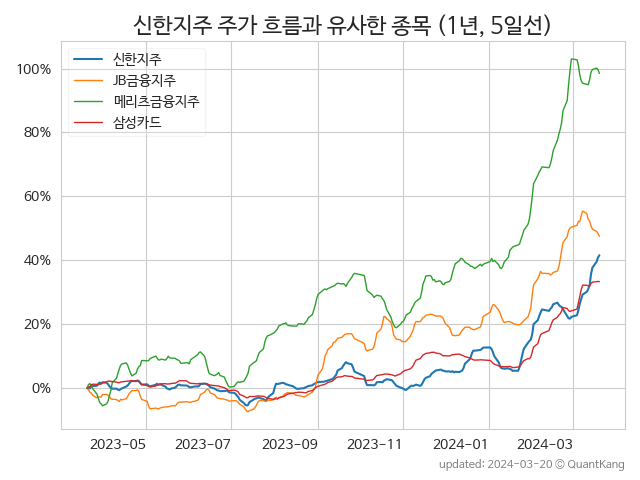 신한지주 주가 흐름과 유사한 종목 (1년, 5일선)
신한지주
JB금융지주
메리츠금융지주
삼성카드
100%
80%
60%
40%
20%
0%
2023-05 2023-07 2023-09 2023-11 2024-01 2024-03
updated: 2024-03-20 © QuantKang